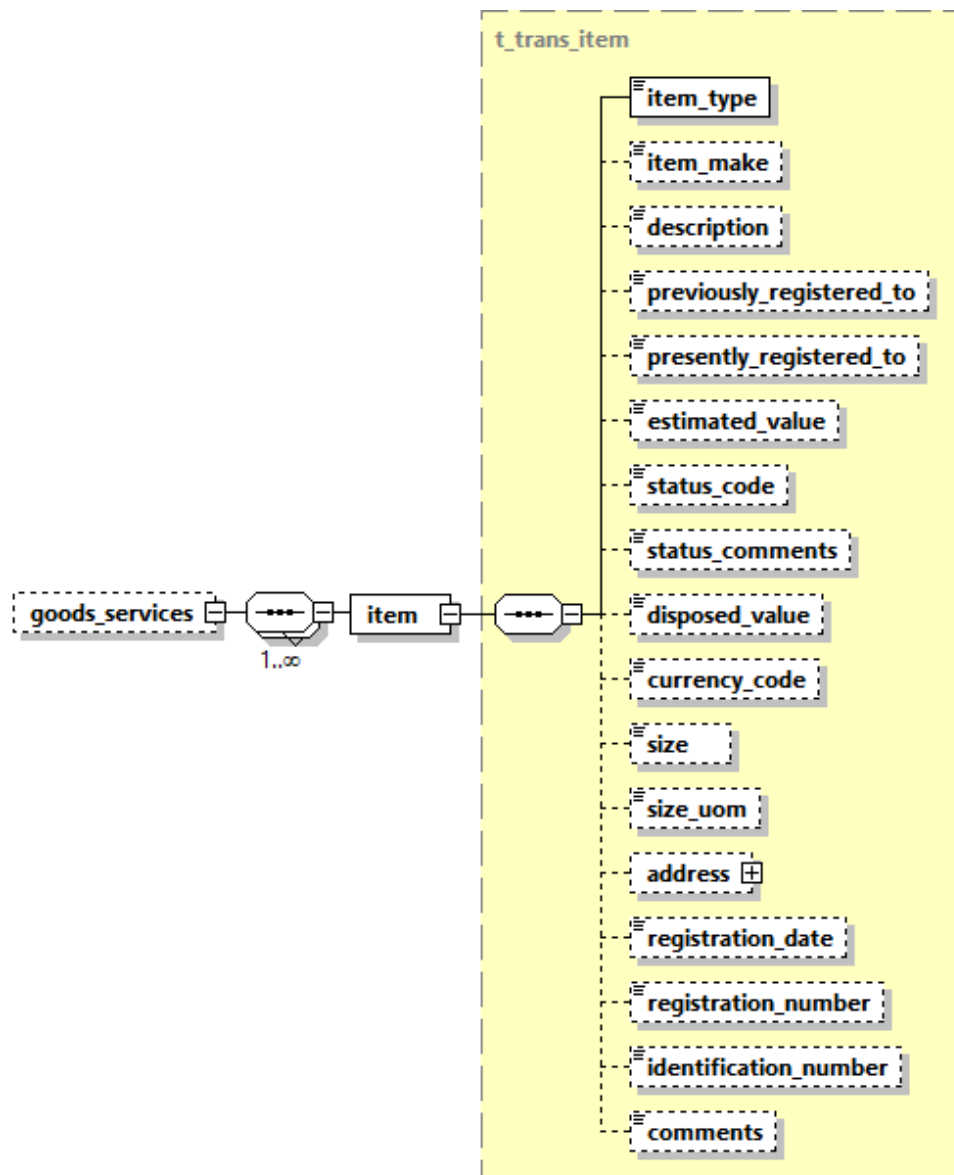 t_trans_item
item_type
item_make
description
previously_registered_to
presently_registered_to
estimated_value
status_code
status_comments
goods_services
1..∞
item
disposed_value
currency_code
size
size_uom
address
registration_date
registration_number
identification_number
comments